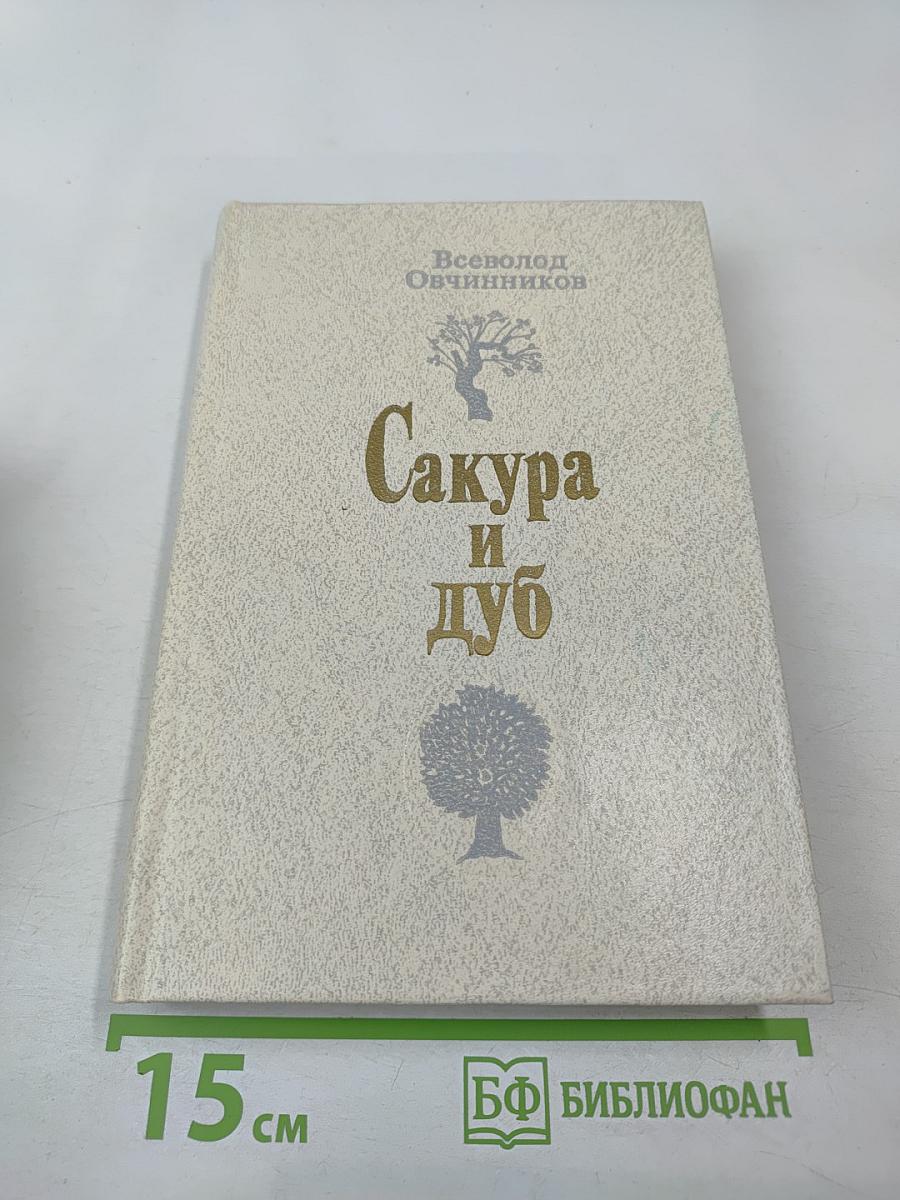 Всеволод
Овчинников
Сакура
и
дуб
15 см
БФ БИБЛИОФАН